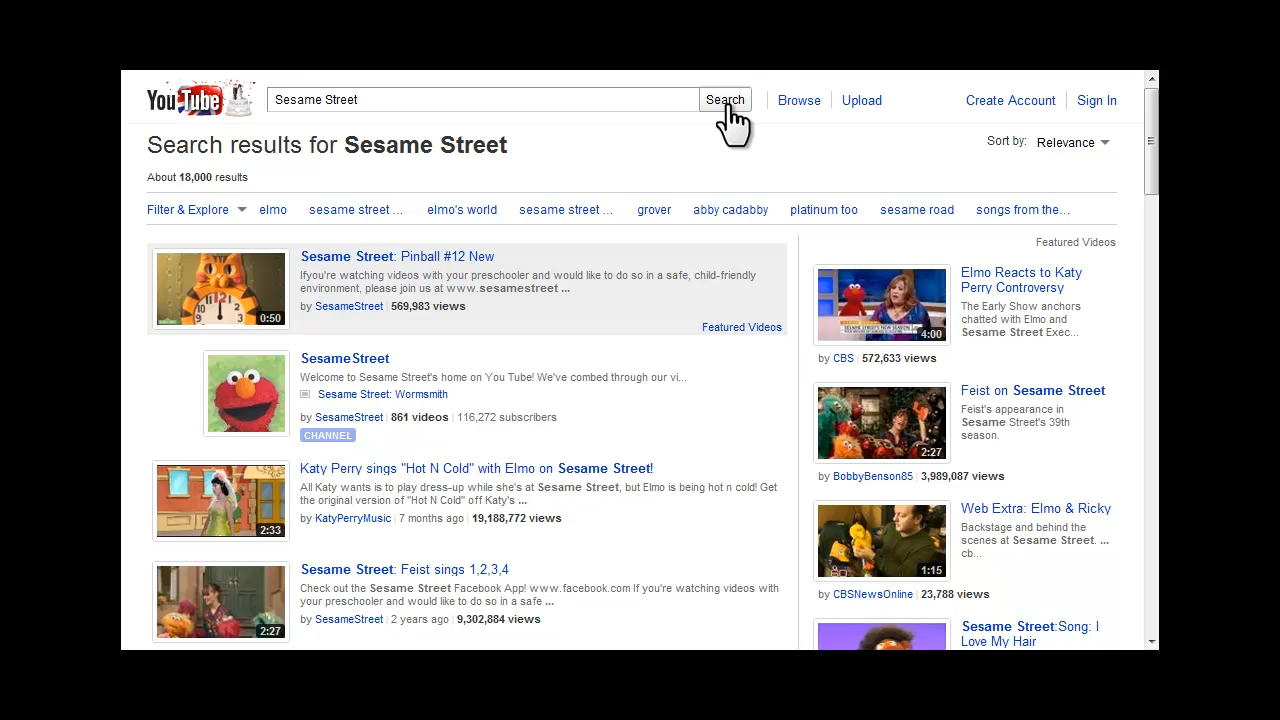 YouTube
Sesame Street
Search
Browse
Upload
Create Account
Sign In
Search results for Sesame Street
Sort by: Relevance
About 18,000 results
Filter & Explore
elmo
sesame street ...
elmo's world
sesame street ...
grover
abby cadabby
platinum too
sesame road
songs from the...
Sesame Street: Pinball #12 New
Ifyou're watching videos with your preschooler and would like to do so in a safe, child-friendly
environment, please join us at www.sesamestreet ...
by SesameStreet | 569,983 views
0:50
Featured Videos
SesameStreet
Welcome to Sesame Street's home on You Tube! We've combed through our vi...
Sesame Street: Wormsmith
by SesameStreet | 861 videos | 116,272 subscribers
CHANNEL
Katy Perry sings "Hot N Cold" with Elmo on Sesame Street!
All Katy wants is to play dress-up while she's at Sesame Street, but Elmo is being hot n cold! Get
the original version of "Hot N Cold" off Katy's ...
by KatyPerryMusic | 7 months ago | 19,188,772 views
2:33
Sesame Street: Feist sings 1,2,3,4
Check out the Sesame Street Facebook App! www.facebook.com If you're watching videos with
your preschooler and would like to do so in a safe ...
by SesameStreet | 2 years ago | 9,302,884 views
2:27
Featured Videos
Elmo Reacts to Katy
Perry Controversy
The Early Show anchors
chatted with Elmo and
Sesame Street Exec...
4:00
by CBS | 572,633 views
Feist on Sesame Street
Feist's appearance in
Sesame Street's 39th
season.
2:27
by BobbyBenson85 | 3,989,087 views
Web Extra: Elmo & Ricky
Backstage and behind the
scenes at Sesame Street. ...
cb...
1:15
by CBSNewsOnline | 23,788 views
Sesame Street:Song: I
Love My Hair